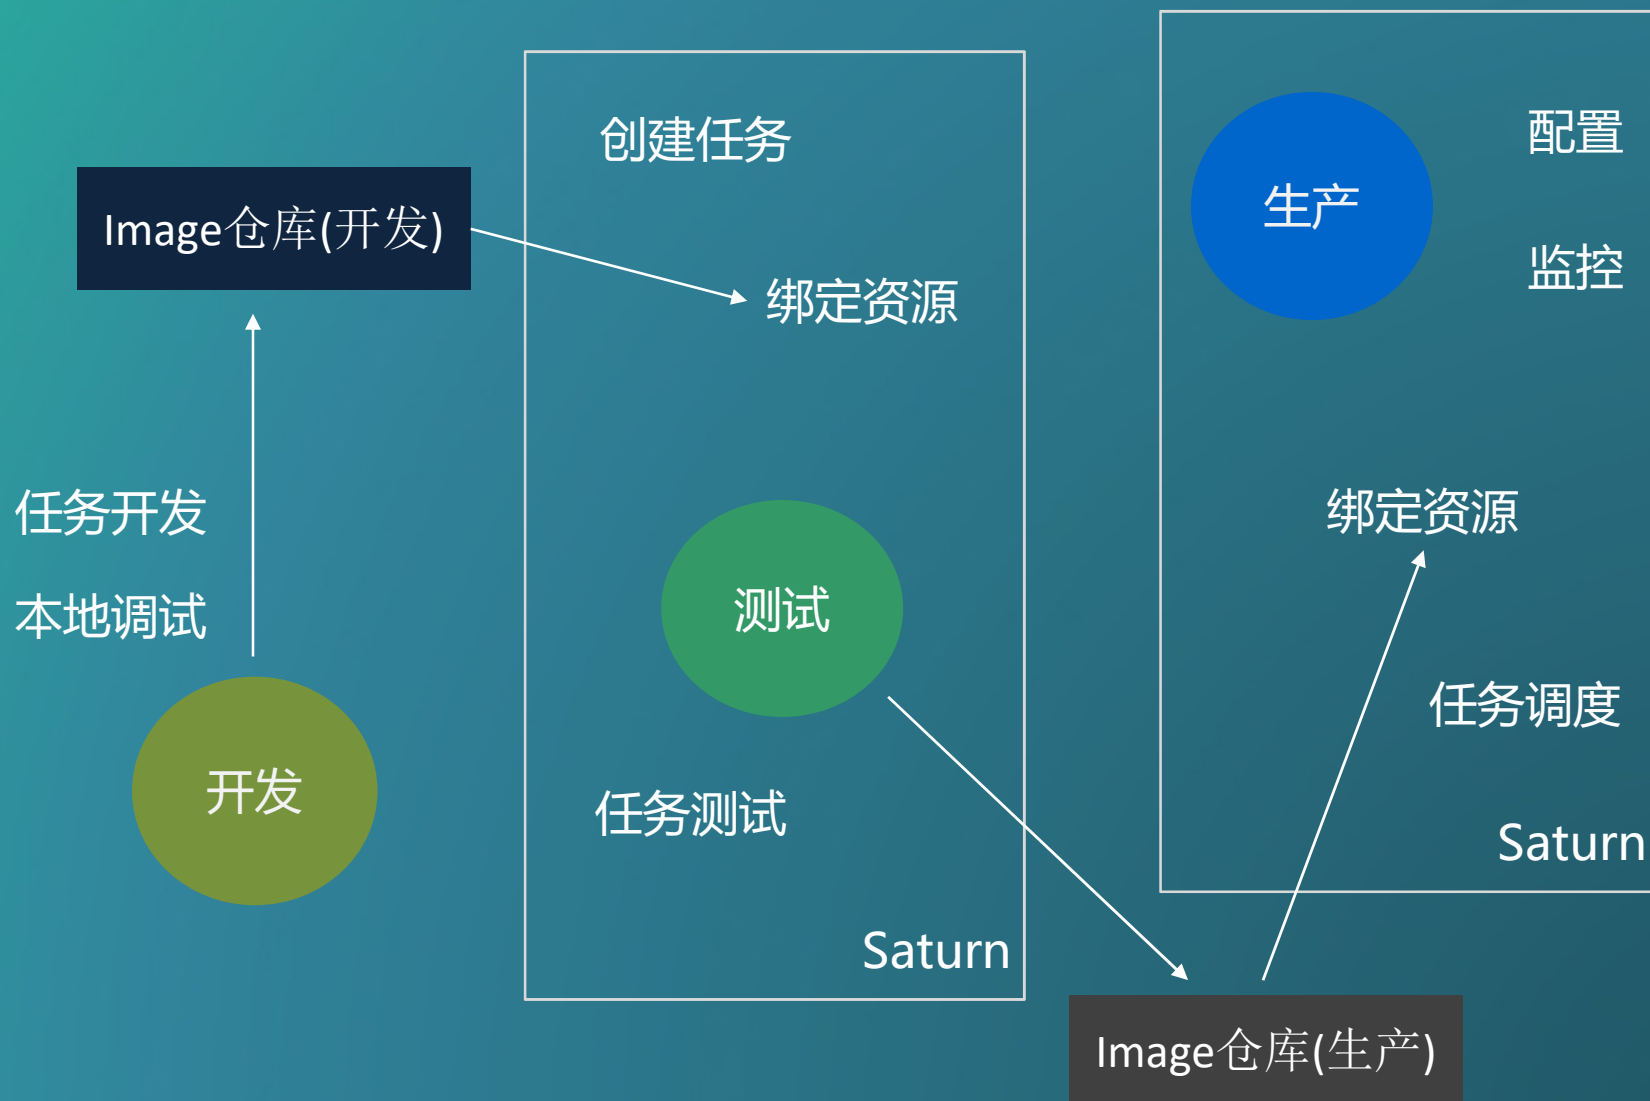 Image仓库(开发)
任务开发
本地调试
开发
创建任务
绑定资源
测试
任务测试
Saturn
Image仓库(生产)
生产
配置
监控
绑定资源
任务调度
Saturn